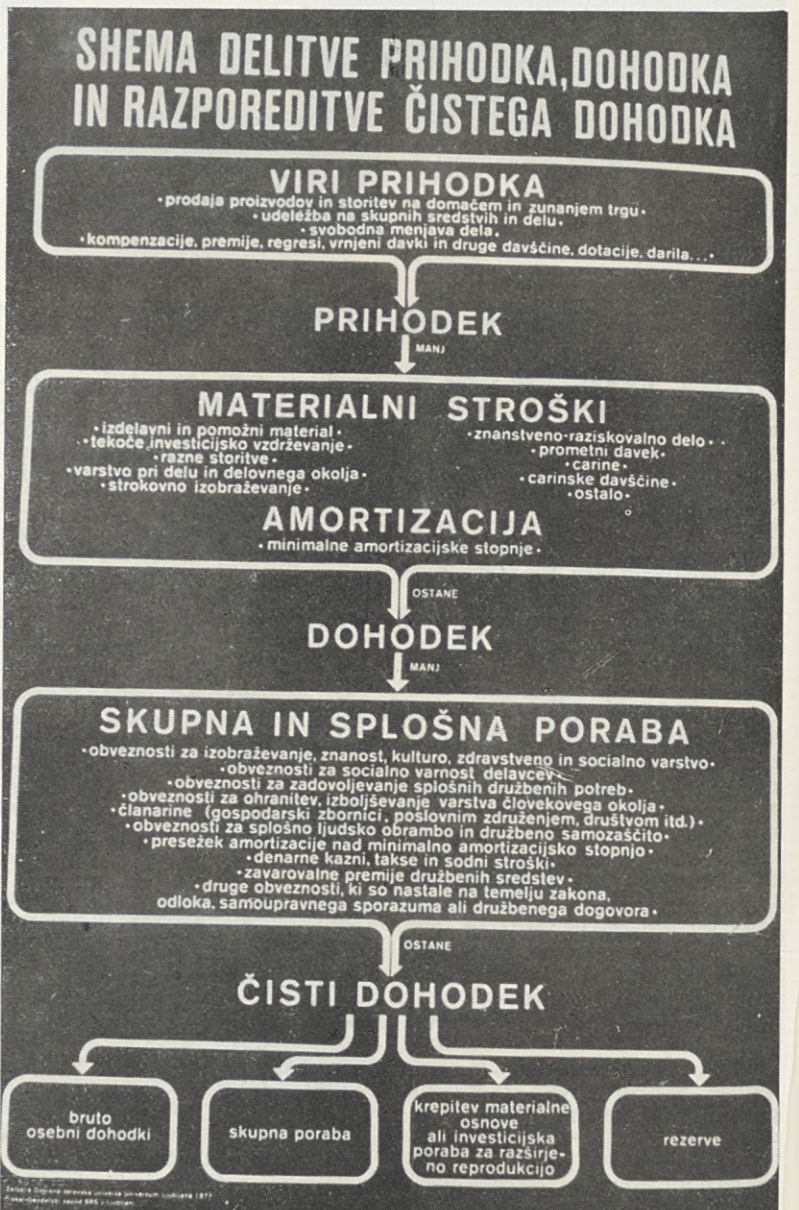 SHEMA DELITVE PRIHODKA, DOHODKA
IN RAZPOREDITVE ČISTEGA DOHODKA
VIRI PRIHODKA
•prodaja proizvodov in storitev na domačem in zunanjem trgu•
•udeležba na skupnih sredstvih in delu•
•svobodna menjava dela•
•kompenzacije, premije, regresi, vrnjeni davki in druge davščine, dotacije, darila...•
PRIHODEK
MANJ
MATERIALNI STROŠKI
•izdelavni in pomožni material•
•tekoče investicijsko vzdrževanje•
•razne storitve•
•varstvo pri delu in delovnega okolja•
•strokovno izobraževanje•
•znanstveno-raziskovalno delo•
•prometni davek•
•carine•
•carinske davščine•
•ostalo•
AMORTIZACIJA
•minimalne amortizacijske stopnje•
OSTANE
DOHODEK
MANJ
SKUPNA IN SPLOŠNA PORABA
•obveznosti za izobraževanje, znanost, kulturo, zdravstveno in socialno varstvo•
•obveznosti za socialno varnost delavcev•
•obveznosti za zadovoljevanje splošnih družbenih potreb•
•obveznosti za ohranitev, izboljševanje varstva človekovega okolja•
•članarine (gospodarski zbornici, poslovnim združenjem, društvom itd.)•
•obveznosti za splošno ljudsko obrambo in družbeno samozaščito•
•presežek amortizacije nad minimalno amortizacijsko stopnjo•
•denarne kazni, takse in sodni stroški•
•zavarovalne premije družbenih sredstev•
•druge obveznosti, ki so nastale na temelju zakona,
odloka, samoupravnega sporazuma ali družbenega dogovora•
OSTANE
ČISTI DOHODEK
bruto
osebni dohodki
skupna poraba
krepitev materialne
osnove
ali investicijska
poraba za razširje-
no reprodukcijo
rezerve
delavska univerza Univerzum Ljubljana 1977
zavod SRS v Ljubljani